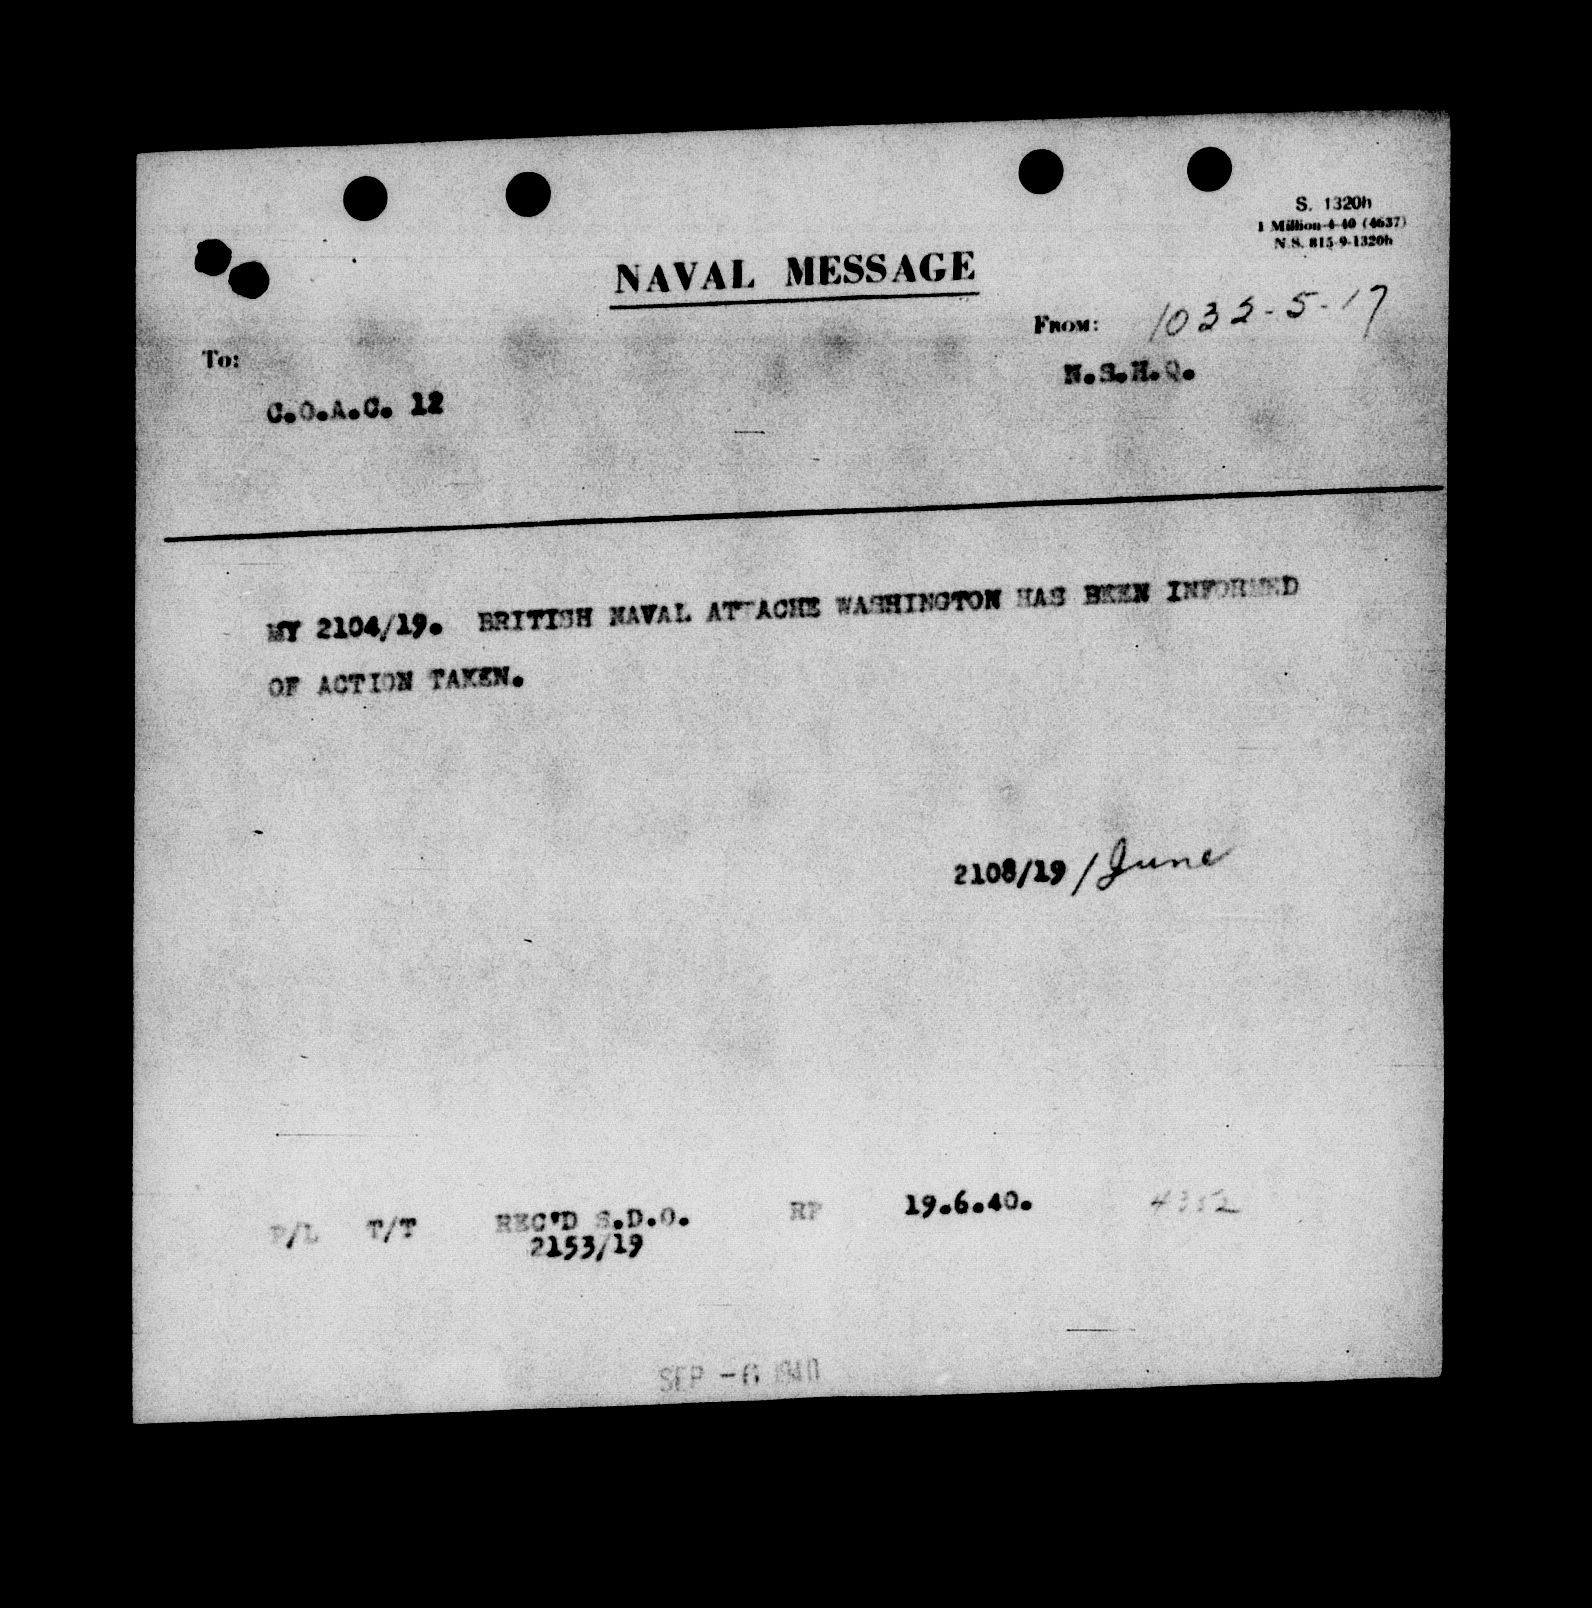 S. 1320h
1 Million-4-40 (4637)
N.S. 815-9-1320h
NAVAL MESSAGE
FROM: 1032-5-17
To:
N.S.H.Q.
C.O.A.C. 12
MY 2104/19. BRITISH NAVAL ATTACHE WASHINGTON HAS BEEN INFORMED
OF ACTION TAKEN.
2108/19/June
P/L T/T REC'D S.D.O. RP 19.6.40. 4352
2153/19
SEP -6 1940